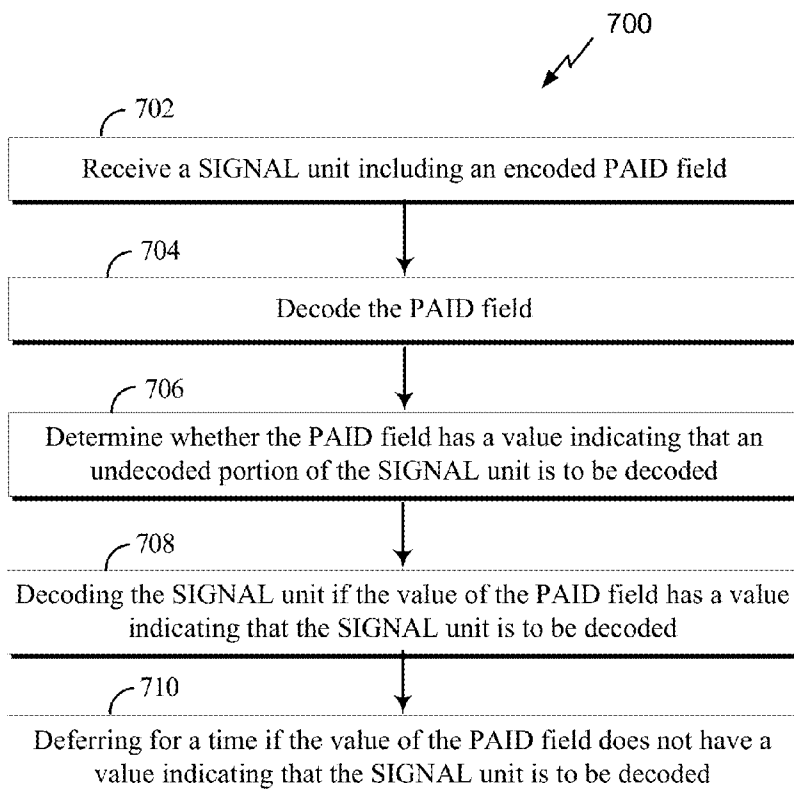 700
702
Receive a SIGNAL unit including an encoded PAID field
704
Decode the PAID field
706
Determine whether the PAID field has a value indicating that an
undecoded portion of the SIGNAL unit is to be decoded
708
Decoding the SIGNAL unit if the value of the PAID field has a value
indicating that the SIGNAL unit is to be decoded
710
Deferring for a time if the value of the PAID field does not have a
value indicating that the SIGNAL unit is to be decoded